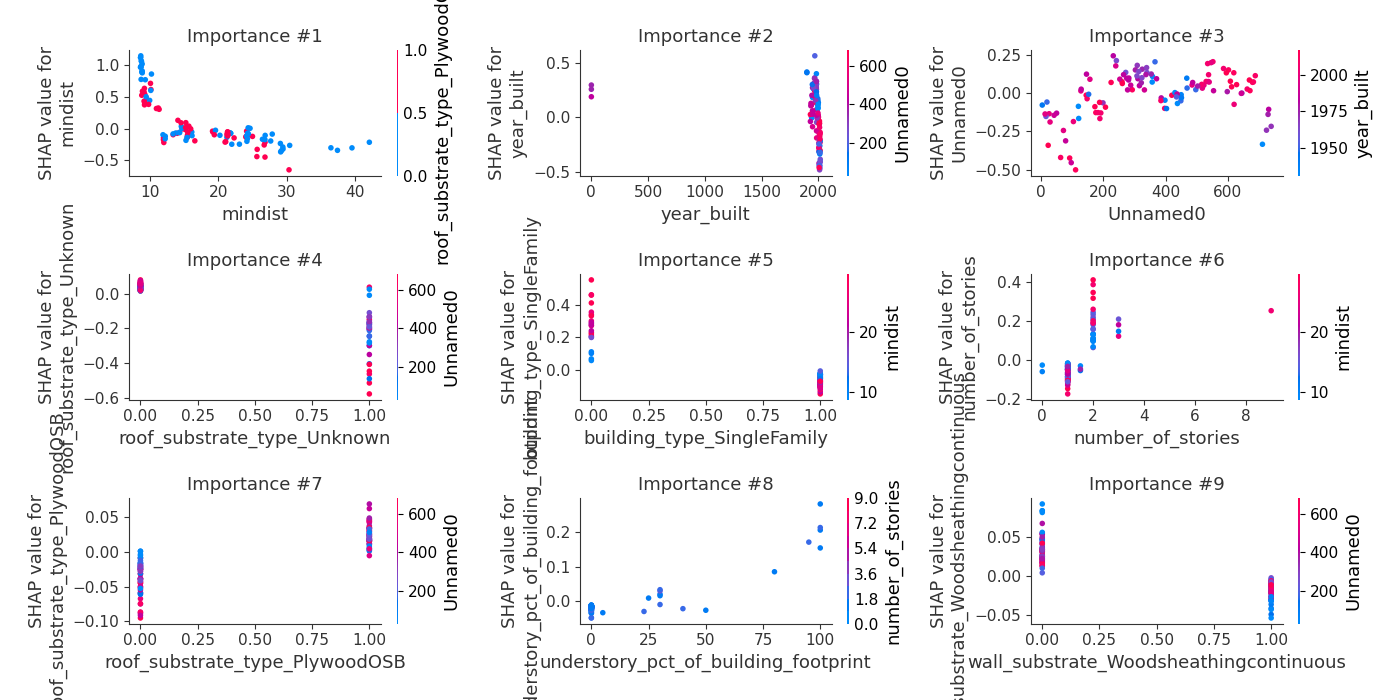 Importance #1
SHAP value for
mindist
1.0
0.5
0.0
−0.5
10
20
30
40
mindist
1.0
0.5
0.0
Importance #2
SHAP value for
year_built
0.5
0.0
−0.5
0
500
1000
1500
2000
year_built
600
400
200
Unnamed0
Importance #3
SHAP value for
Unnamed0
0.25
0.00
−0.25
−0.50
0
200
400
600
Unnamed0
2000
1975
1950
year_built
Importance #4
SHAP value for
roof_substrate_type_Unknown
0.0
−0.2
−0.4
−0.6
0.00
0.25
0.50
0.75
1.00
roof_substrate_type_Unknown
600
400
200
Unnamed0
Importance #5
SHAP value for
building_type_SingleFamily
0.4
0.2
0.0
0.00
0.25
0.50
0.75
1.00
building_type_SingleFamily
20
10
mindist
Importance #6
SHAP value for
number_of_stories
0.4
0.2
0.0
−0.2
0
2
4
6
8
number_of_stories
20
10
mindist
Importance #7
SHAP value for
0.05
0.00
−0.05
−0.10
0.00
0.25
0.50
0.75
1.00
roof_substrate_type_PlywoodOSB
600
400
200
Unnamed0
Importance #8
SHAP value for
0.2
0.1
0.0
0
25
50
75
100
understory_pct_of_building_footprint
9.0
7.2
5.4
3.6
1.8
0.0
number_of_stories
Importance #9
SHAP value for
0.05
0.00
−0.05
0.00
0.25
0.50
0.75
1.00
wall_substrate_Woodsheathingcontinuous
600
400
200
Unnamed0